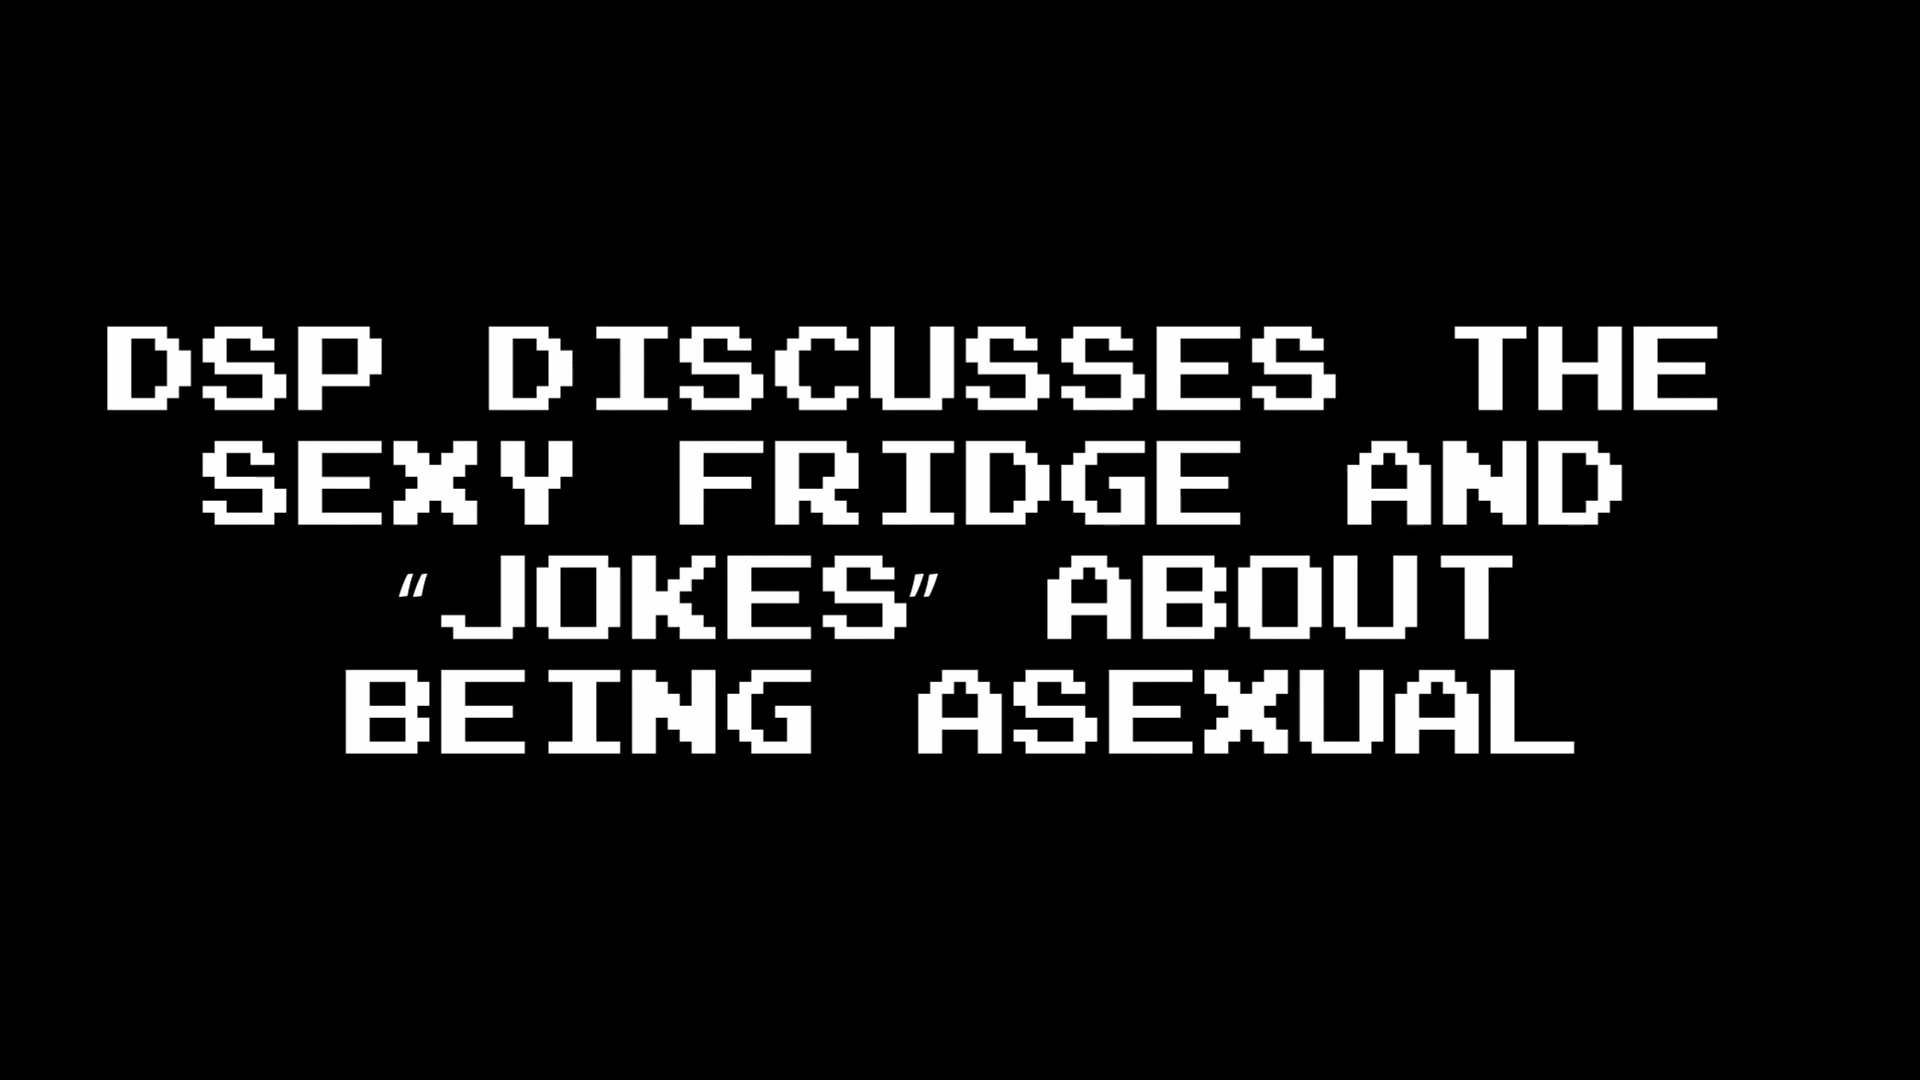 DSP DISCUSSES THE
SEXY FRIDGE AND
“JOKES” ABOUT
BEING ASEXUAL